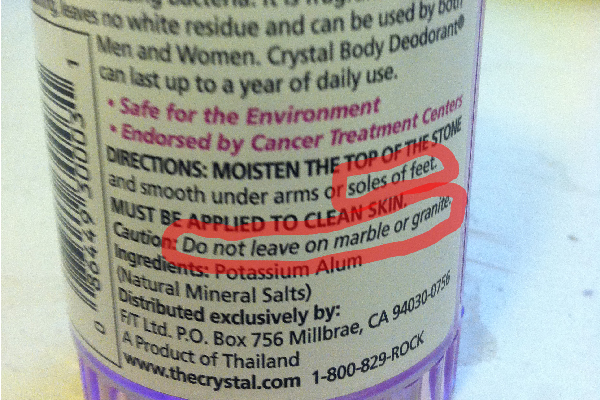 leaves no white residue and can be used by both
Men and Women. Crystal Body Deodorant®
can last up to a year of daily use.
• Safe for the Environment
• Endorsed by Cancer Treatment Centers
DIRECTIONS: MOISTEN THE TOP OF THE STONE
and smooth under arms or soles of feet.
MUST BE APPLIED TO CLEAN SKIN.
Caution: Do not leave on marble or granite.
Ingredients: Potassium Alum
(Natural Mineral Salts)
Distributed exclusively by:
F/T Ltd. P.O. Box 756 Millbrae, CA 94030-0756
A Product of Thailand
www.thecrystal.com 1-800-829-ROCK